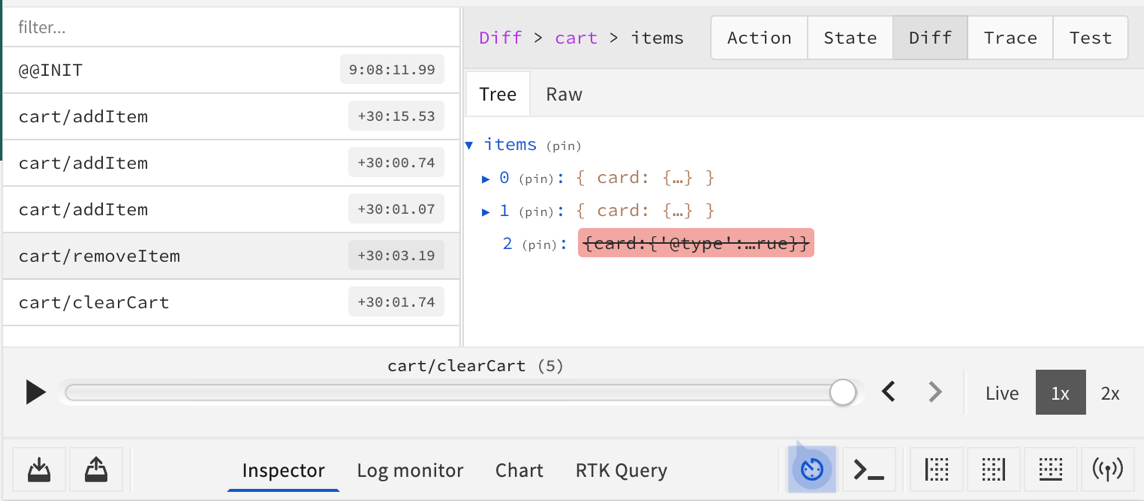 filter...
@@INIT 9:08:11.99
cart/addItem +30:15.53
cart/addItem +30:00.74
cart/addItem +30:01.07
cart/removeItem +30:03.19
cart/clearCart +30:01.74
Diff > cart > items Action State Diff Trace Test
Tree Raw
▼ items (pin)
▶ 0 (pin): { card: {…} }
▶ 1 (pin): { card: {…} }
2 (pin): {card:{'@type':…rue}}
cart/clearCart (5)
Live 1x 2x
Inspector Log monitor Chart RTK Query